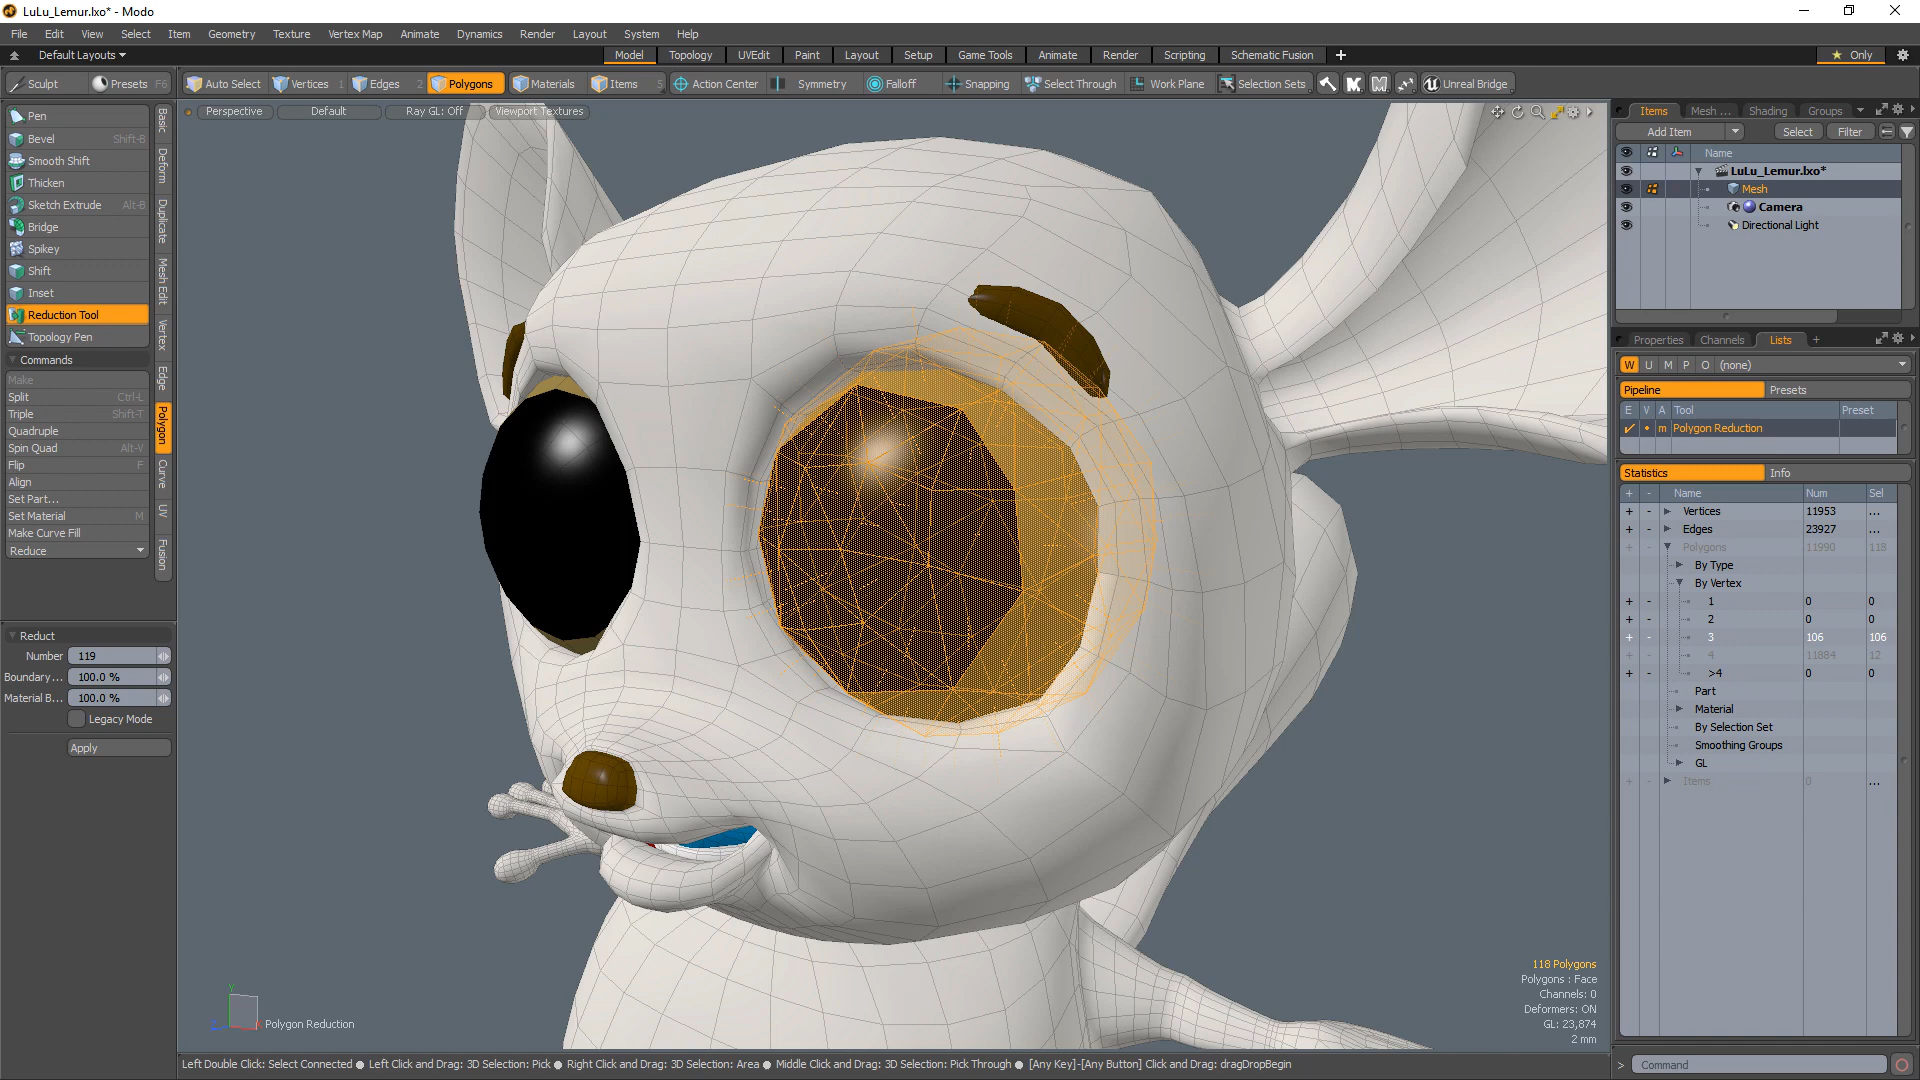 LuLu_Lemur.lxo* - Modo
File Edit View Select Item Geometry Texture Vertex Map Animate Dynamics Render Layout System Help
Default Layouts Model Topology UVEdit Paint Layout Setup Game Tools Animate Render Scripting Schematic Fusion + Only
Sculpt Presets F6 Auto Select Vertices 1 Edges 2 Polygons Materials Items 5 Action Center Symmetry Falloff Snapping Select Through Work Plane Selection Sets Unreal Bridge
Perspective Default Ray GL: Off Viewport Textures
Pen
Bevel Shift-B
Smooth Shift
Thicken
Sketch Extrude Alt-B
Bridge
Spikey
Shift
Inset
Reduction Tool
Topology Pen
Commands
Make
Split Ctrl-L
Triple Shift-T
Quadruple
Spin Quad Alt-V
Flip F
Align
Set Part...
Set Material M
Make Curve Fill
Reduce
Basic
Deform
Duplicate
Mesh Edit
Vertex
Edge
Polygon
Curve
UV
Fusion
Reduct
Number 119
Boundary ... 100.0 %
Material B... 100.0 %
Legacy Mode
Apply
Y
Z
X
Polygon Reduction
118 Polygons
Polygons : Face
Channels: 0
Deformers: ON
GL: 23,874
2 mm
Left Double Click: Select Connected ● Left Click and Drag: 3D Selection: Pick ● Right Click and Drag: 3D Selection: Area ● Middle Click and Drag: 3D Selection: Pick Through ● [Any Key]-[Any Button] Click and Drag: dragDropBegin
Items Mesh ... Shading Groups
Add Item Select Filter
Name
LuLu_Lemur.lxo*
Mesh
Camera
Directional Light
Properties Channels Lists +
W U M P O (none)
Pipeline Presets
E V A Tool Preset
m Polygon Reduction
Statistics Info
+ - Name Num Sel
+ - Vertices 11953 ...
+ - Edges 23927 ...
+ - Polygons 11990 118
By Type
By Vertex
+ - 1 0 0
+ - 2 0 0
+ - 3 106 106
+ - 4 11884 12
+ - >4 0 0
Part
Material
By Selection Set
Smoothing Groups
GL
+ - Items 0 ...
> Command